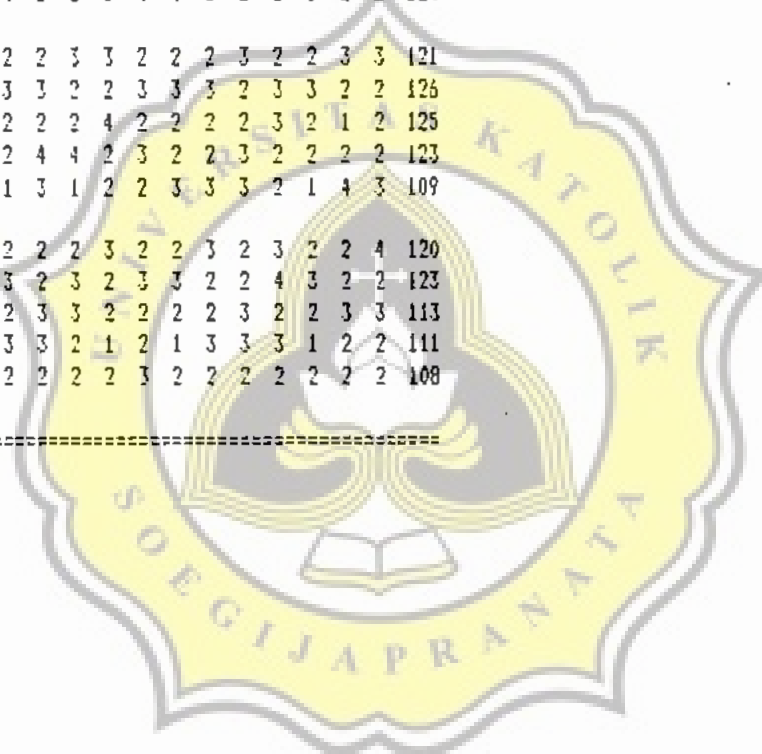 2 2 3 3 2 2 2 3 2 2 3 3 121
3 3 2 2 3 3 3 2 3 3 2 2 126
2 2 2 4 2 2 2 2 3 2 1 2 125
2 4 4 2 3 2 2 3 2 2 2 2 123
1 3 1 2 2 3 3 3 2 1 4 3 109
2 2 2 3 2 2 3 2 3 2 2 4 120
3 2 3 2 3 3 2 2 4 3 2 2 123
2 3 3 2 2 2 2 3 2 2 3 3 113
3 3 2 1 2 1 3 3 3 1 2 2 111
2 2 2 2 3 2 2 2 2 2 2 2 108
UNIVERSITAS KATOLIK
SOEGIJAPRANATA